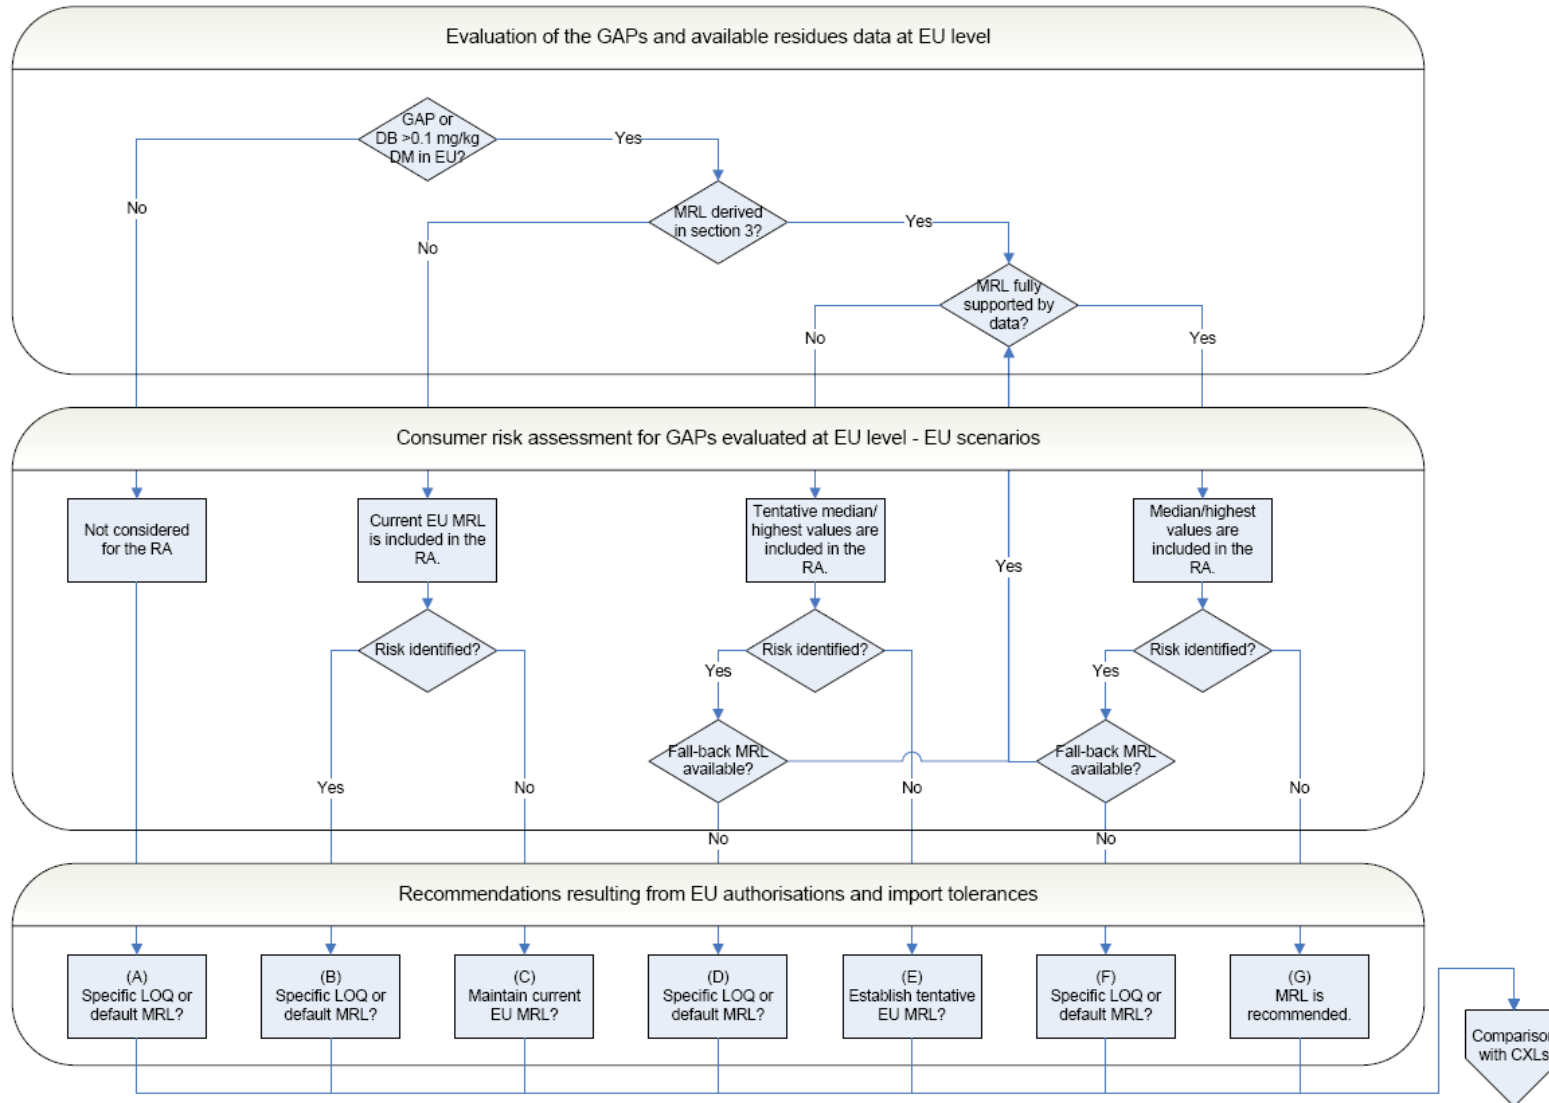 Evaluation of the GAPs and available residues data at EU level
GAP or
DB >0.1 mg/kg
DM in EU?
Yes
No
MRL derived
in section 3?
Yes
No
MRL fully
supported by
data?
No
Yes
Consumer risk assessment for GAPs evaluated at EU level - EU scenarios
Not considered
for the RA
Current EU MRL
is included in the
RA.
Tentative median/
highest values are
included in the
RA.
Yes
Median/highest
values are
included in the
RA.
Risk identified?
Risk identified?
Risk identified?
Yes
Yes
Fall-back MRL
available?
Fall-back MRL
available?
Yes
No
No
No
No
No
Recommendations resulting from EU authorisations and import tolerances
(A)
Specific LOQ or
default MRL?
(B)
Specific LOQ or
default MRL?
(C)
Maintain current
EU MRL?
(D)
Specific LOQ or
default MRL?
(E)
Establish tentative
EU MRL?
(F)
Specific LOQ or
default MRL?
(G)
MRL is
recommended.
Comparison
with CXLs